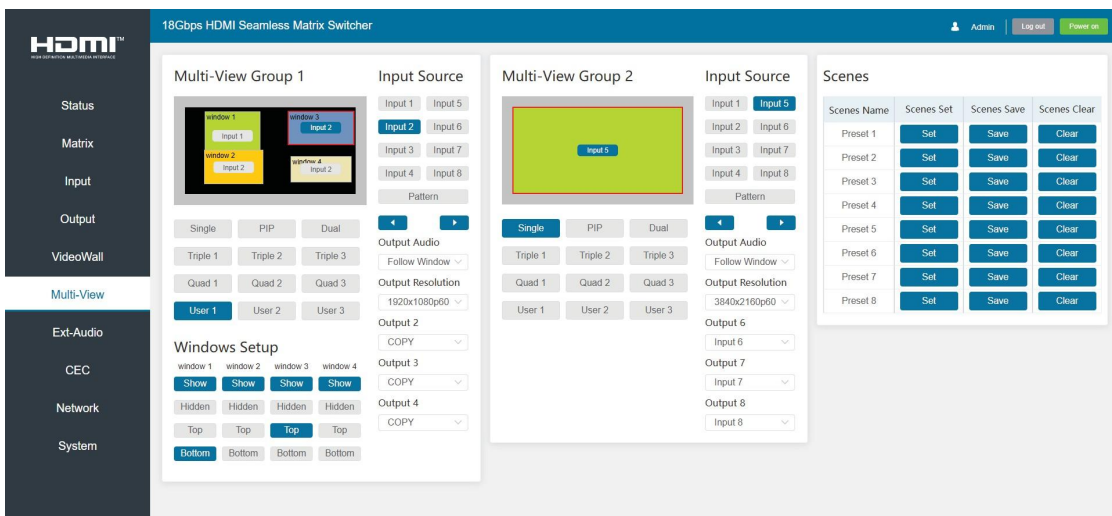 HDMI™
HIGH DEFINITION MULTIMEDIA INTERFACE
Status
Matrix
Input
Output
VideoWall
Multi-View
Ext-Audio
CEC
Network
System
18Gbps HDMI Seamless Matrix Switcher
Admin
Log out
Power on
Multi-View Group 1
window 1
Input 1
window 3
Input 2
window 2
Input 2
window 4
Input 2
Single PIP Dual
Triple 1 Triple 2 Triple 3
Quad 1 Quad 2 Quad 3
User 1 User 2 User 3
Windows Setup
window 1 window 2 window 3 window 4
Show Show Show Show
Hidden Hidden Hidden Hidden
Top Top Top Top
Bottom Bottom Bottom Bottom
Input Source
Input 1 Input 5
Input 2 Input 6
Input 3 Input 7
Input 4 Input 8
Pattern
Output Audio
Follow Window
Output Resolution
1920x1080p60
Output 2
COPY
Output 3
COPY
Output 4
COPY
Multi-View Group 2
Input 5
Single PIP Dual
Triple 1 Triple 2 Triple 3
Quad 1 Quad 2 Quad 3
User 1 User 2 User 3
Input Source
Input 1 Input 5
Input 2 Input 6
Input 3 Input 7
Input 4 Input 8
Pattern
Output Audio
Follow Window
Output Resolution
3840x2160p60
Output 6
Input 6
Output 7
Input 7
Output 8
Input 8
Scenes
Scenes Name Scenes Set Scenes Save Scenes Clear
Preset 1 Set Save Clear
Preset 2 Set Save Clear
Preset 3 Set Save Clear
Preset 4 Set Save Clear
Preset 5 Set Save Clear
Preset 6 Set Save Clear
Preset 7 Set Save Clear
Preset 8 Set Save Clear